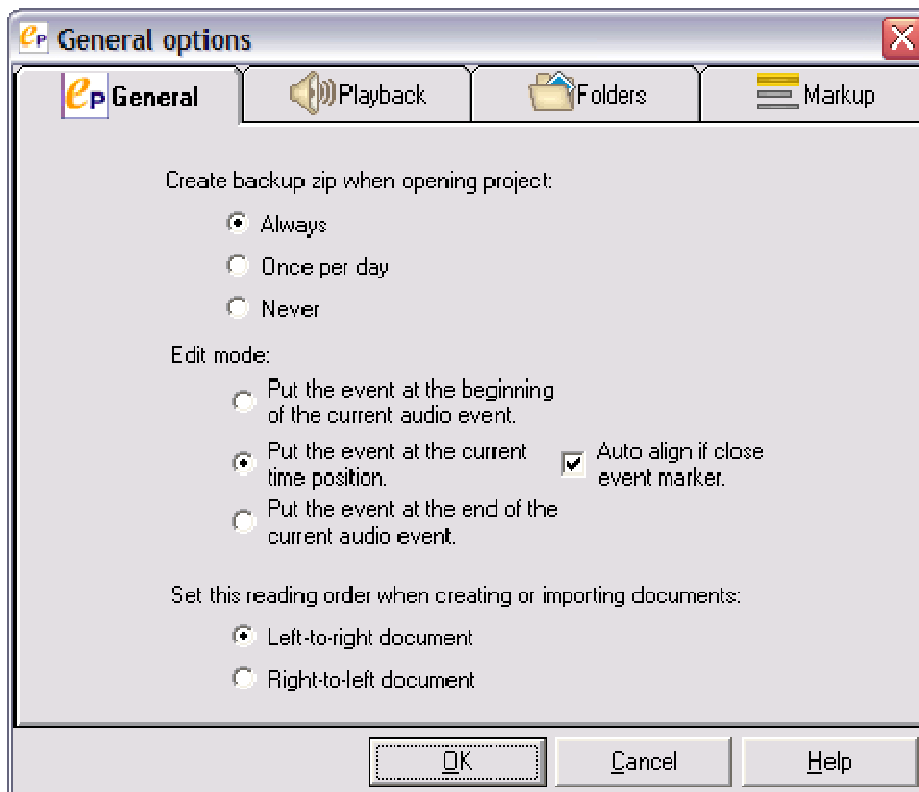 eP General options
eP General Playback Folders Markup
Create backup zip when opening project:
Always
Once per day
Never
Edit mode:
Put the event at the beginning
of the current audio event.
Put the event at the current
time position.
Auto align if close
event marker.
Put the event at the end of the
current audio event.
Set this reading order when creating or importing documents:
Left-to-right document
Right-to-left document
OK Cancel Help